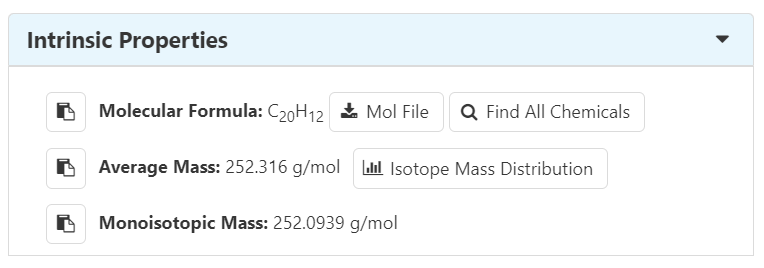 Intrinsic Properties
Molecular Formula: C₂₀H₁₂ Mol File Find All Chemicals
Average Mass: 252.316 g/mol Isotope Mass Distribution
Monoisotopic Mass: 252.0939 g/mol